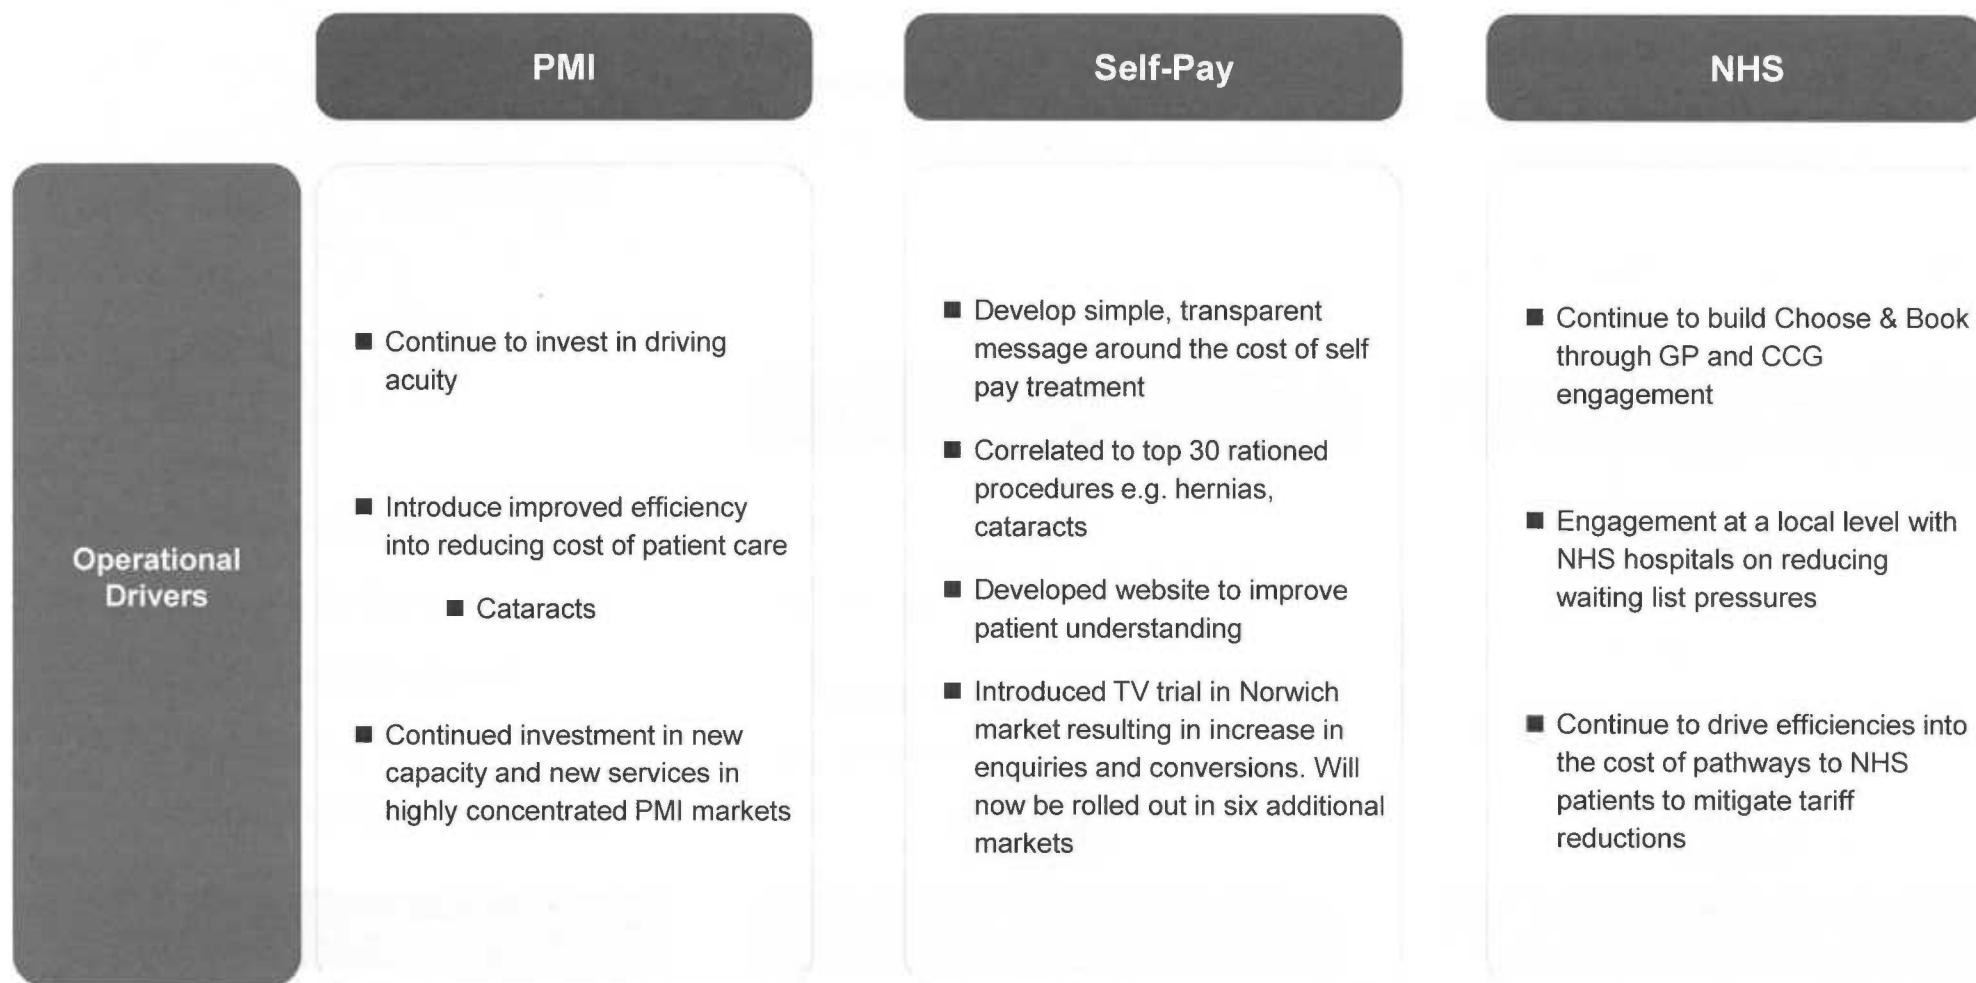 PMI
Self-Pay
NHS
Operational
Drivers
■ Continue to invest in driving
acuity
■ Introduce improved efficiency
into reducing cost of patient care
■ Cataracts
■ Continued investment in new
capacity and new services in
highly concentrated PMI markets
■ Develop simple, transparent
message around the cost of self
pay treatment
■ Correlated to top 30 rationed
procedures e.g. hernias,
cataracts
■ Developed website to improve
patient understanding
■ Introduced TV trial in Norwich
market resulting in increase in
enquiries and conversions. Will
now be rolled out in six additional
markets
■ Continue to build Choose & Book
through GP and CCG
engagement
■ Engagement at a local level with
NHS hospitals on reducing
waiting list pressures
■ Continue to drive efficiencies into
the cost of pathways to NHS
patients to mitigate tariff
reductions